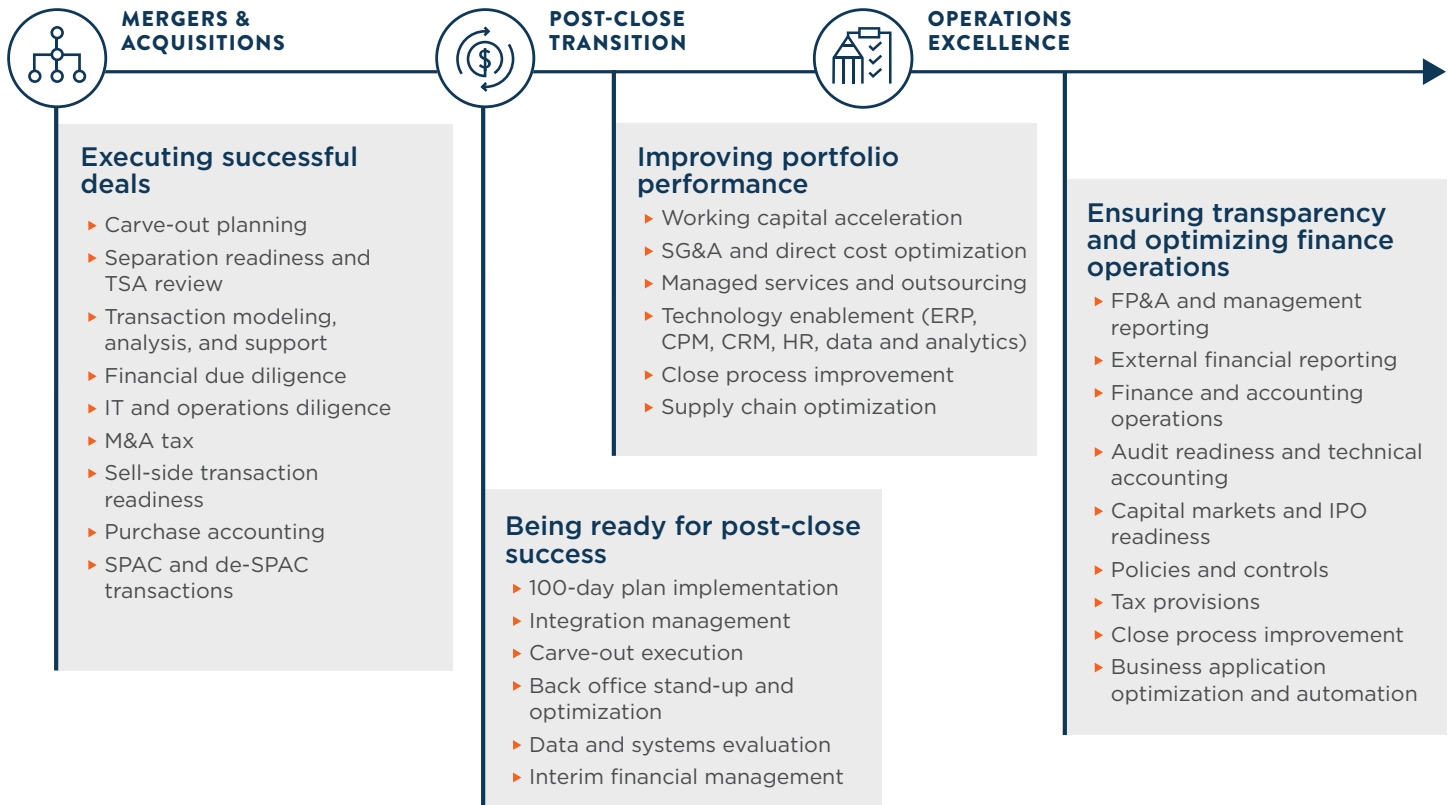 MERGERS &
ACQUISITIONS
POST-CLOSE
TRANSITION
OPERATIONS
EXCELLENCE
$
Executing successful
deals
Carve-out planning
Separation readiness and
TSA review
Transaction modeling,
analysis, and support
Financial due diligence
IT and operations diligence
M&A tax
Sell-side transaction
readiness
Purchase accounting
SPAC and de-SPAC
transactions
Being ready for post-close
success
100-day plan implementation
Integration management
Carve-out execution
Back office stand-up and
optimization
Data and systems evaluation
Interim financial management
Improving portfolio
performance
Working capital acceleration
SG&A and direct cost optimization
Managed services and outsourcing
Technology enablement (ERP,
CPM, CRM, HR, data and analytics)
Close process improvement
Supply chain optimization
Ensuring transparency
and optimizing finance
operations
FP&A and management
reporting
External financial reporting
Finance and accounting
operations
Audit readiness and technical
accounting
Capital markets and IPO
readiness
Policies and controls
Tax provisions
Close process improvement
Business application
optimization and automation